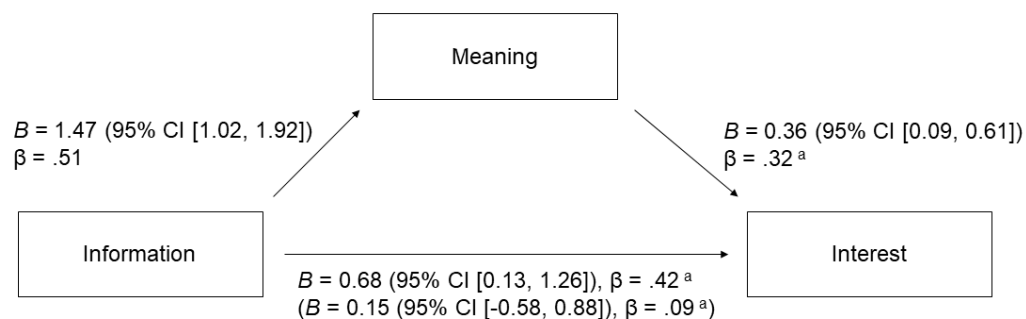 Meaning
B = 1.47 (95% CI [1.02, 1.92])
β = .51
B = 0.36 (95% CI [0.09, 0.61])
β = .32 ᵃ
Information
Interest
B = 0.68 (95% CI [0.13, 1.26]), β = .42 ᵃ
(B = 0.15 (95% CI [-0.58, 0.88]), β = .09 ᵃ)